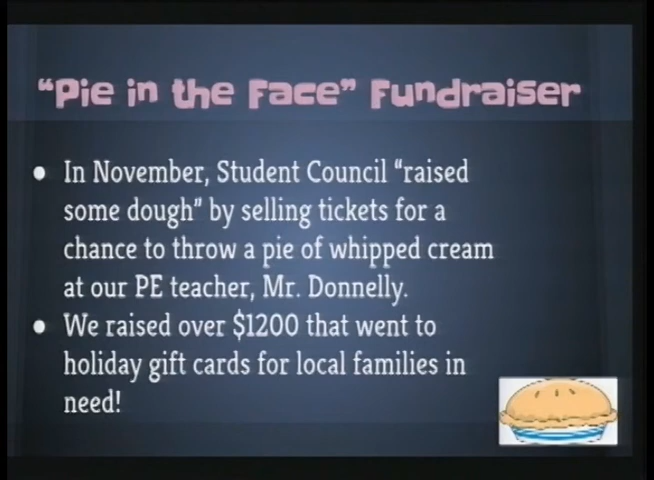 “Pie in the Face” Fundraiser
● In November, Student Council “raised
some dough” by selling tickets for a
chance to throw a pie of whipped cream
at our PE teacher, Mr. Donnelly.
● We raised over $1200 that went to
holiday gift cards for local families in
need!